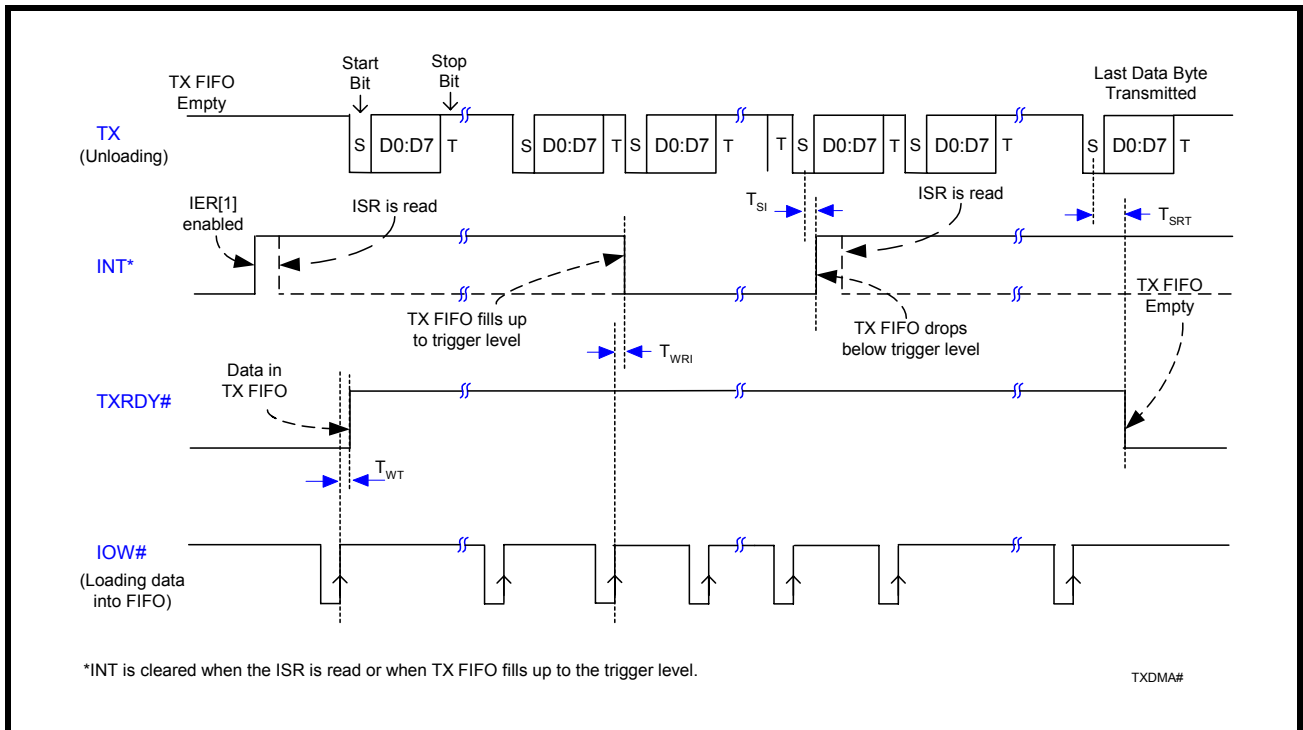 Start
Bit
Stop
Bit
TX FIFO
Empty
Last Data Byte
Transmitted
TX
(Unloading)
S D0:D7 T S D0:D7 T S D0:D7 T T S D0:D7 T S D0:D7 T S D0:D7 T
IER[1]
enabled
ISR is read
TSI
ISR is read
TSRT
INT*
TX FIFO fills up
to trigger level
TX FIFO drops
below trigger level
TX FIFO
Empty
TWRI
Data in
TX FIFO
TXRDY#
TWT
IOW#
(Loading data
into FIFO)
*INT is cleared when the ISR is read or when TX FIFO fills up to the trigger level.
TXDMA#